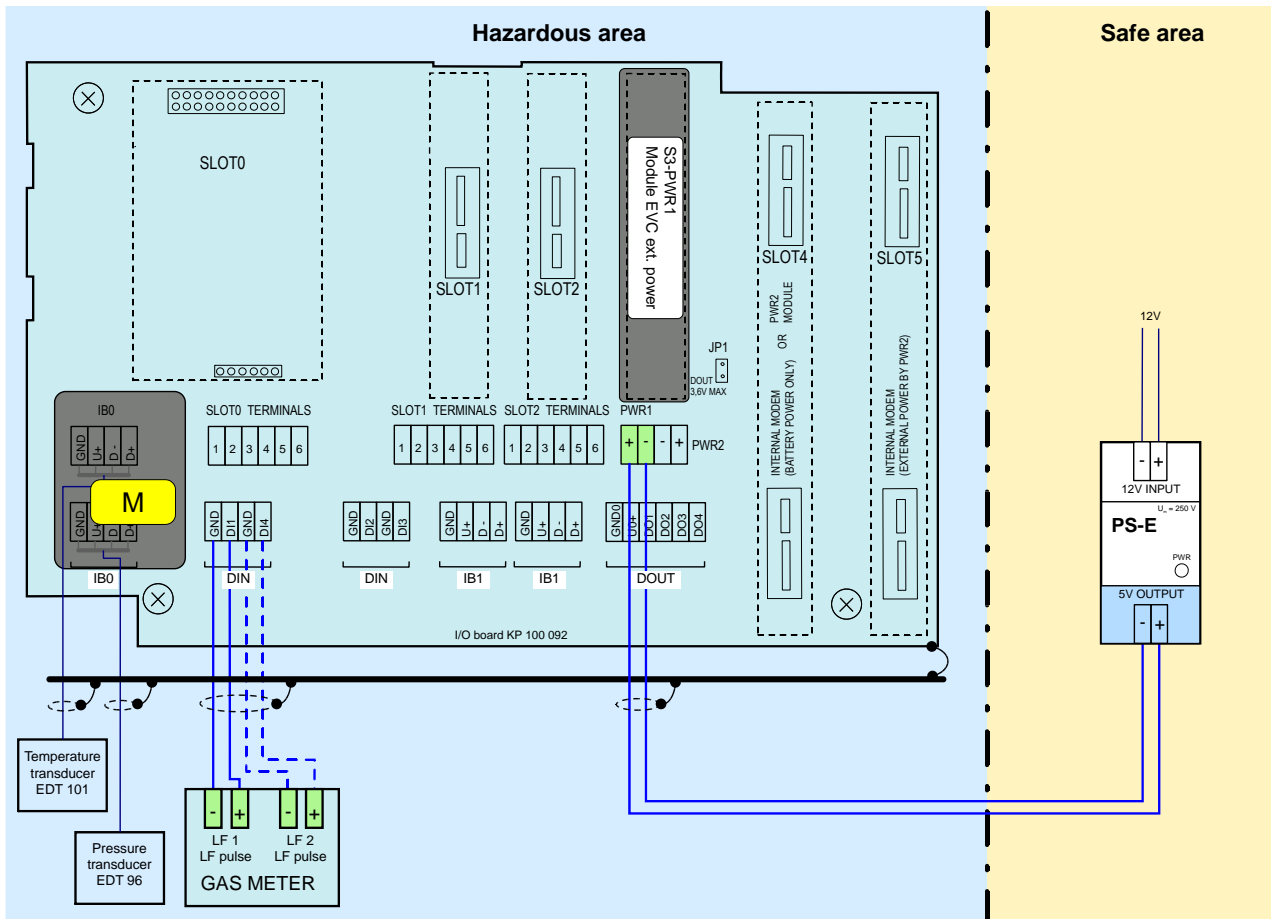 Hazardous area
Safe area
SLOT0
SLOT1
SLOT2
S3-PWR1
Module EVC ext. power
SLOT4
SLOT5
JP1
DOUT
3,6V MAX
INTERNAL MODEM
(BATTERY POWER ONLY)
OR
PWR2
MODULE
INTERNAL MODEM
(EXTERNAL POWER BY PWR2)
IB0
GND U+ D - D+
SLOT0 TERMINALS
1 2 3 4 5 6
SLOT1 TERMINALS
1 2 3 4 5 6
SLOT2 TERMINALS
1 2 3 4 5 6
PWR1
+ - - +
PWR2
M
GND U+ D D+
IB0
GND DI1 GND DI4
DIN
GND DI2 GND DI3
DIN
GND U+ D - D+
IB1
GND U+ D - D+
IB1
GND0 U0+ DO1 DO2 DO3 DO4
DOUT
I/O board KP 100 092
12V
- +
12V INPUT
U~ = 250 V
PS-E
PWR
5V OUTPUT
- +
Temperature
transducer
EDT 101
Pressure
transducer
EDT 96
- + - +
LF 1
LF pulse
LF 2
LF pulse
GAS METER